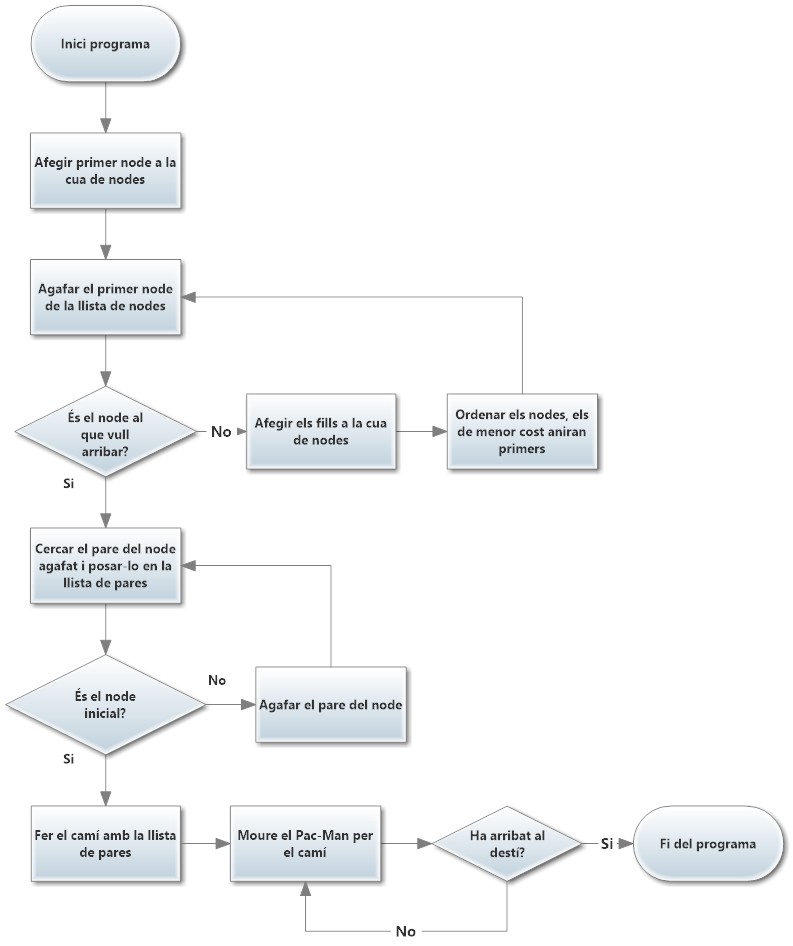 Inici programa
Afegir primer node a la
cua de nodes
Agafar el primer node
de la llista de nodes
És el node al
que vull
arribar?
No
Afegir els fills a la cua
de nodes
Ordenar els nodes, els
de menor cost aniran
primers
Si
Cercar el pare del node
agafat i posar-lo en la
llista de pares
És el node
inicial?
No
Agafar el pare del node
Si
Fer el camí amb la llista
de pares
Moure el Pac-Man per
el camí
Ha arribat al
destí?
Si
Fi del programa
No